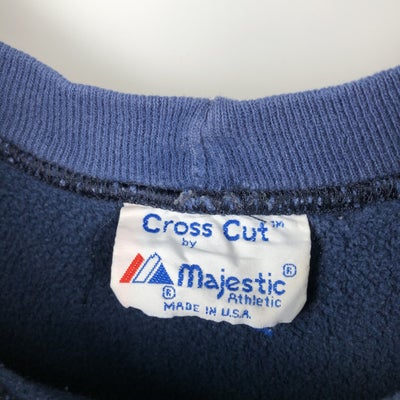 Cross Cut™
by
Majestic®
®
Athletic
MADE IN U.S.A.